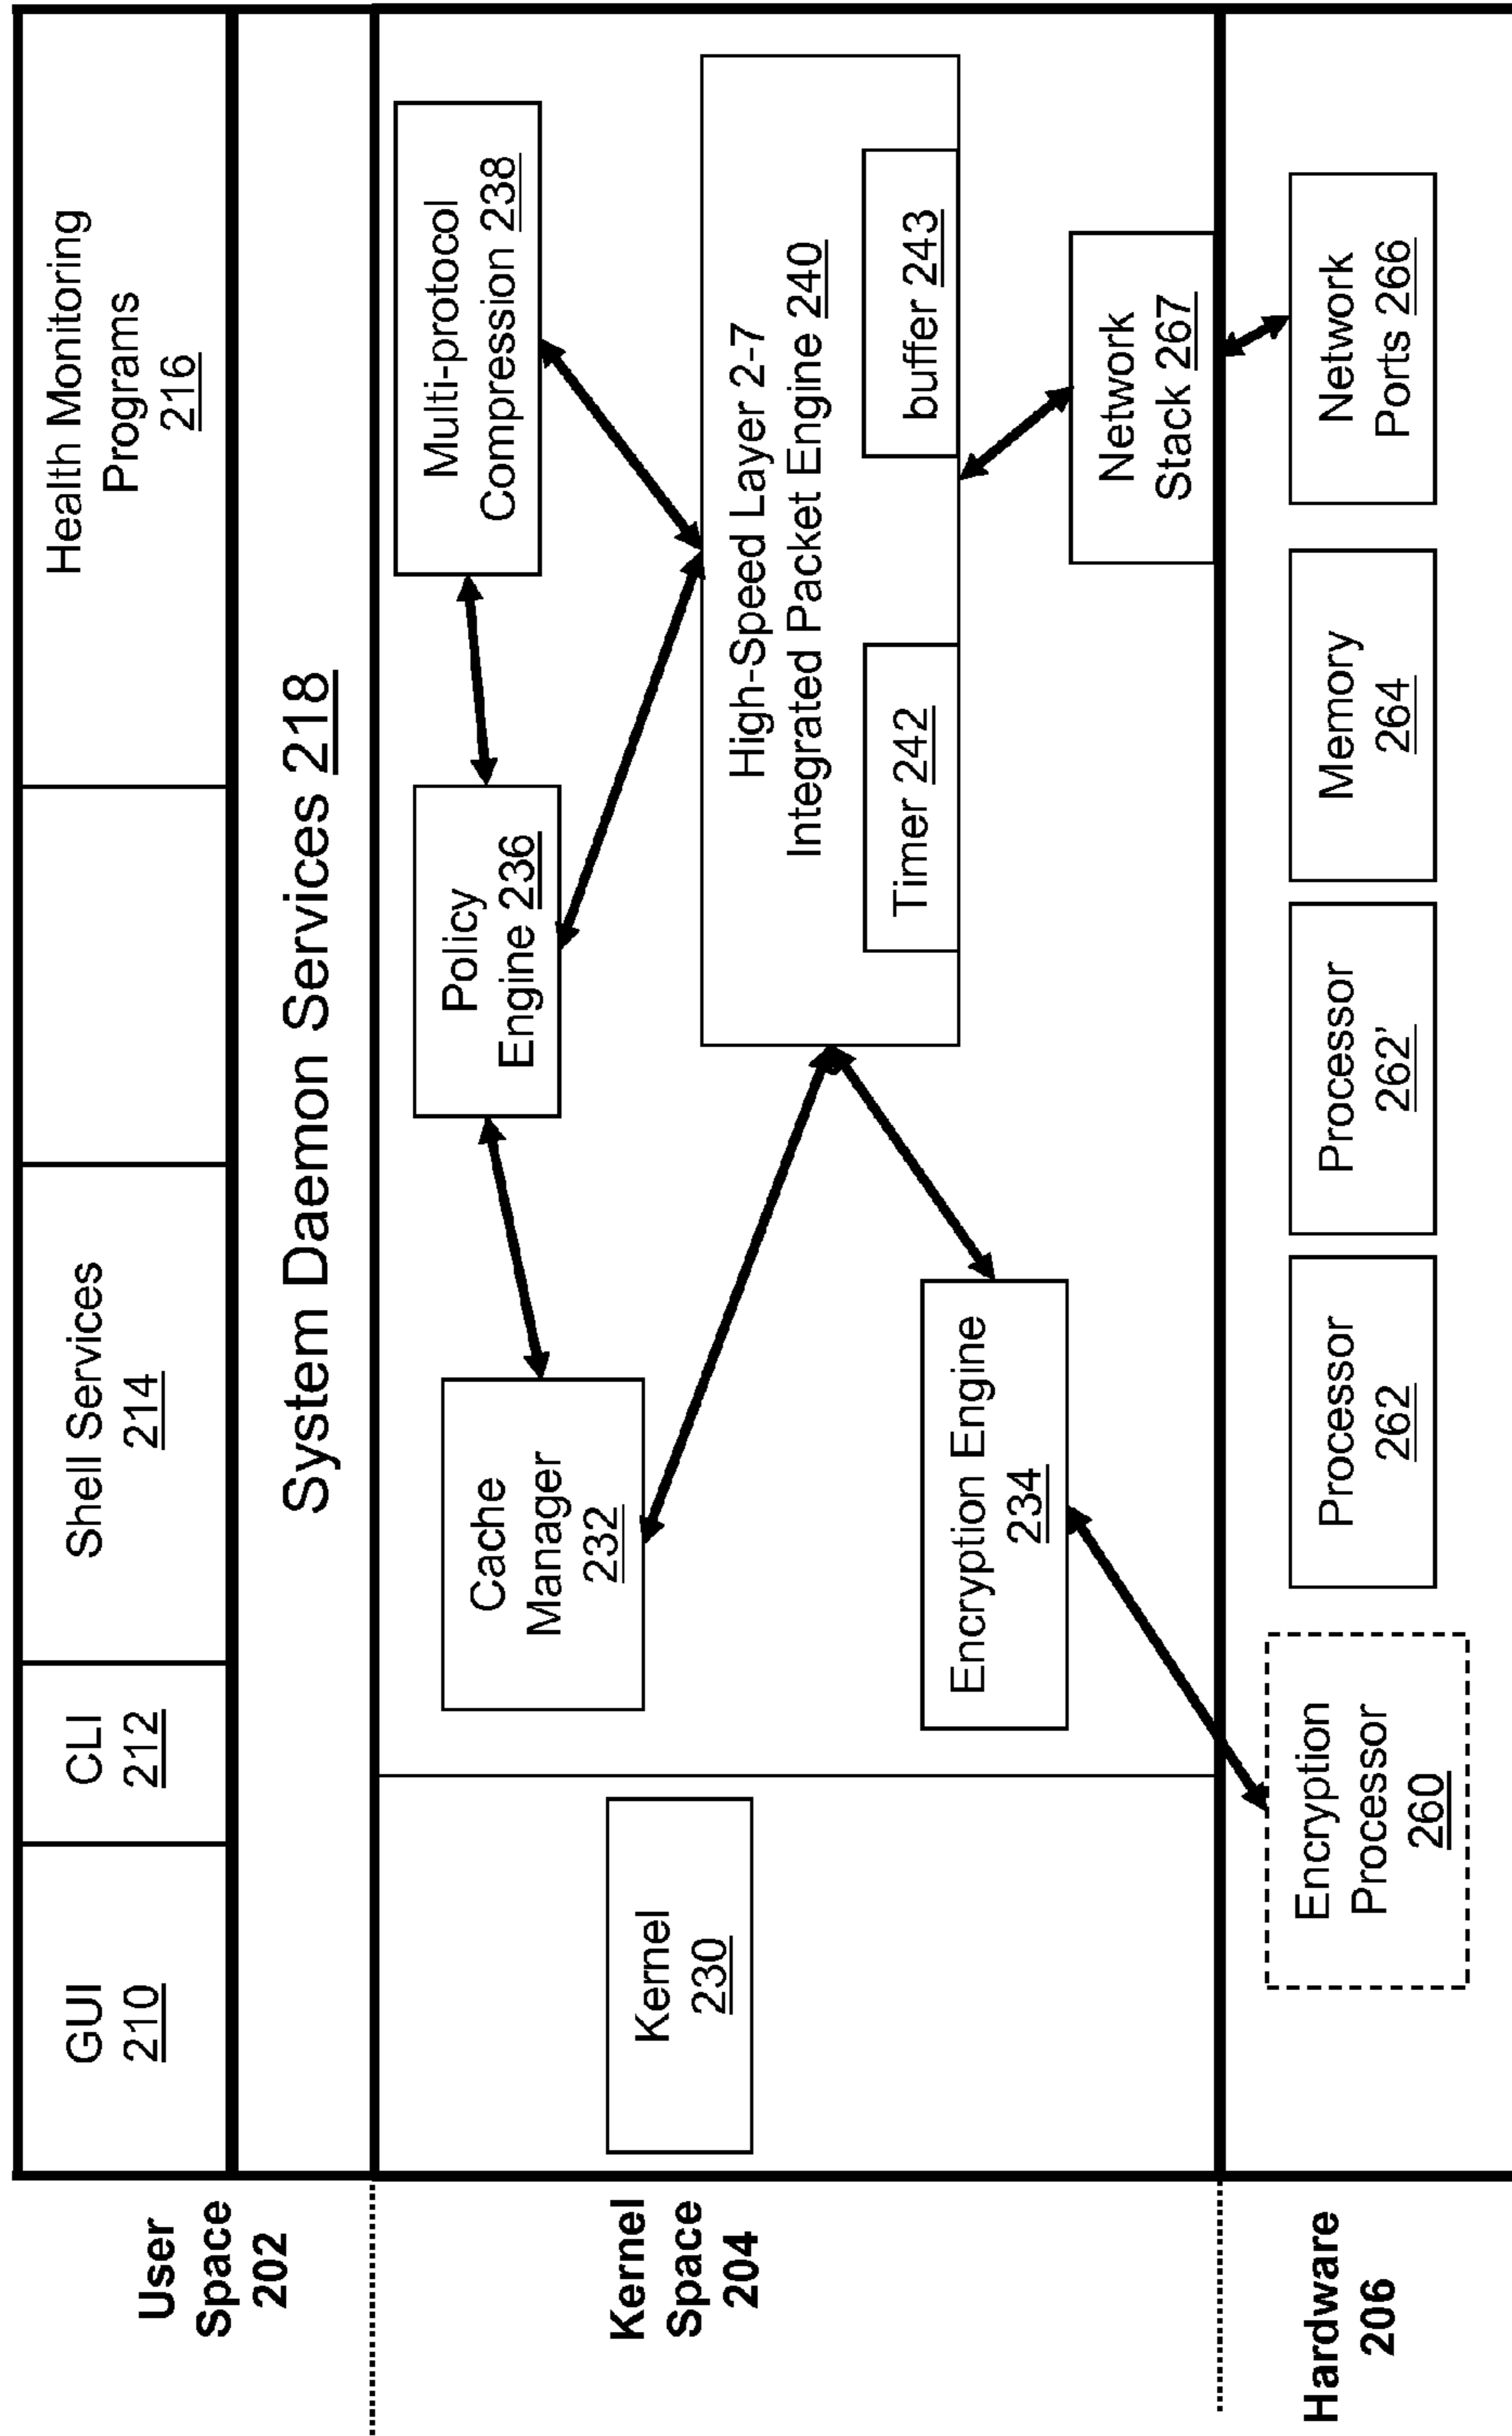 User
Space
202
GUI
210
CLI
212
Shell Services
214
Health Monitoring
Programs
216
System Daemon Services 218
Kernel
Space
204
Kernel
230
Cache
Manager
232
Policy
Engine 236
Multi-protocol
Compression 238
High-Speed Layer 2-7
Integrated Packet Engine 240
Timer 242
buffer 243
Encryption Engine
234
Network
Stack 267
Hardware
206
Encryption
Processor
260
Processor
262
Processor
262’
Memory
264
Network
Ports 266